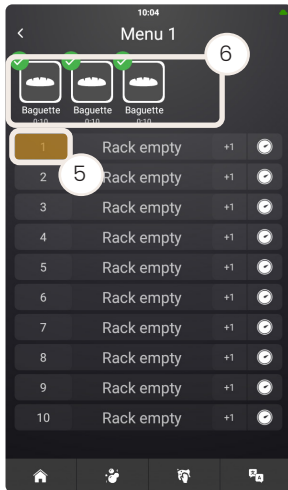 10:04
Menu 1
6
Baguette Baguette Baguette
0:10 0:10 0:10
1 Rack empty +1
5
2 Rack empty +1
3 Rack empty +1
4 Rack empty +1
5 Rack empty +1
6 Rack empty +1
7 Rack empty +1
8 Rack empty +1
9 Rack empty +1
10 Rack empty +1